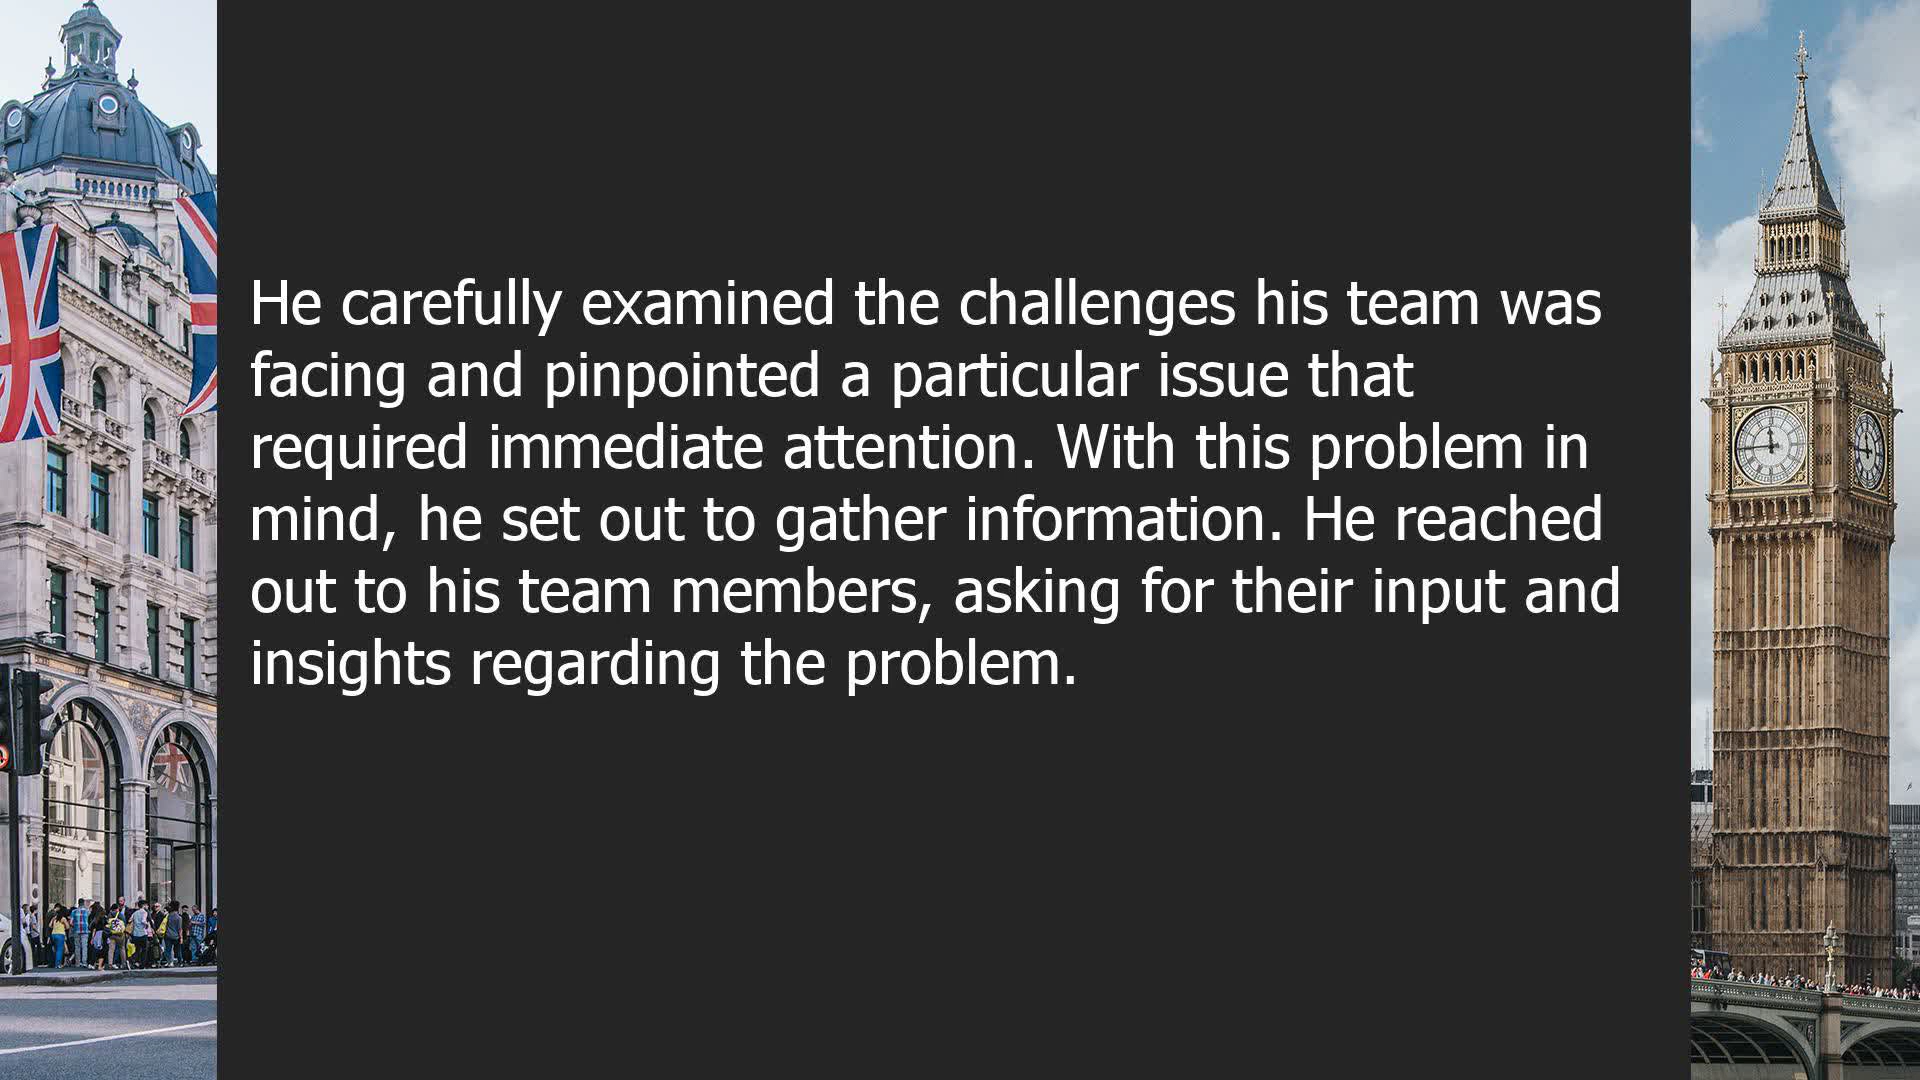 He carefully examined the challenges his team was
facing and pinpointed a particular issue that
required immediate attention. With this problem in
mind, he set out to gather information. He reached
out to his team members, asking for their input and
insights regarding the problem.